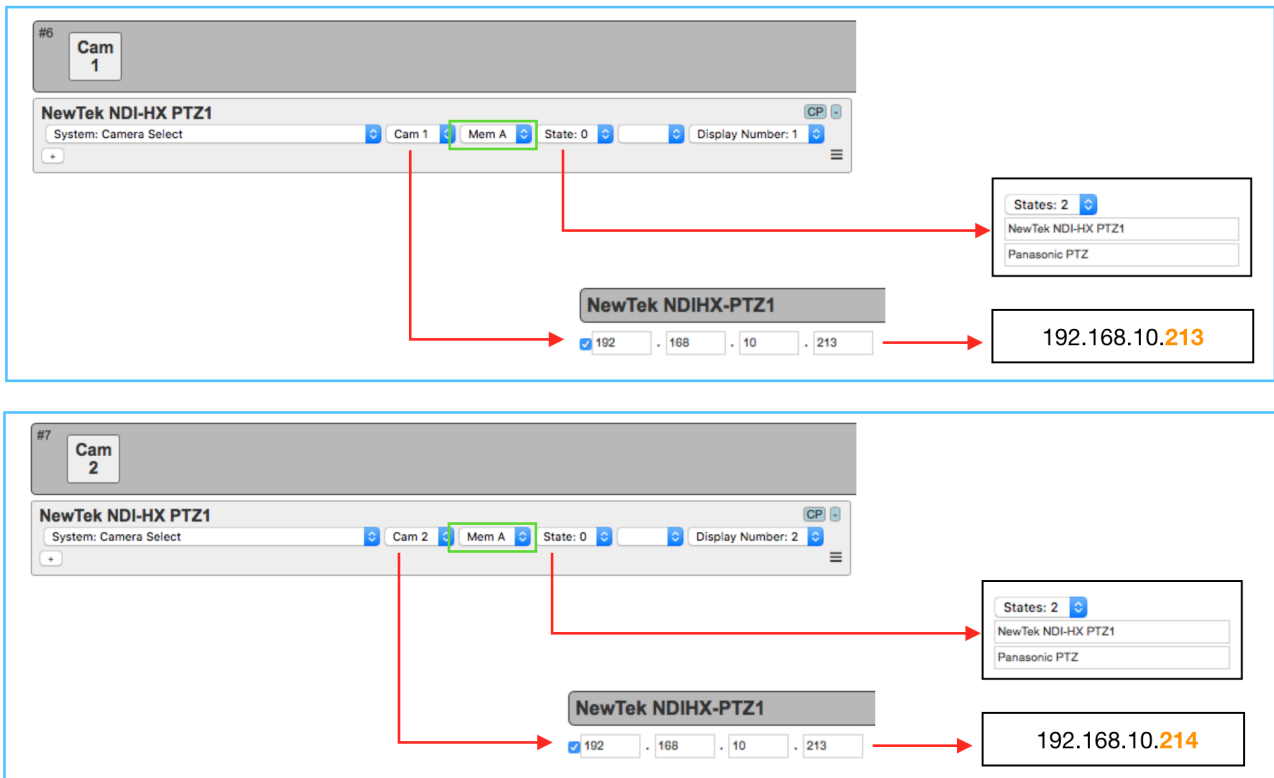 #6
Cam
1
NewTek NDI-HX PTZ1
CP -
System: Camera Select Cam 1 Mem A State: 0 Display Number: 1
+
States: 2
NewTek NDI-HX PTZ1
Panasonic PTZ
NewTek NDIHX-PTZ1
192 . 168 . 10 . 213
192.168.10.213
#7
Cam
2
NewTek NDI-HX PTZ1
CP -
System: Camera Select Cam 2 Mem A State: 0 Display Number: 2
+
States: 2
NewTek NDI-HX PTZ1
Panasonic PTZ
NewTek NDIHX-PTZ1
192 . 168 . 10 . 213
192.168.10.214